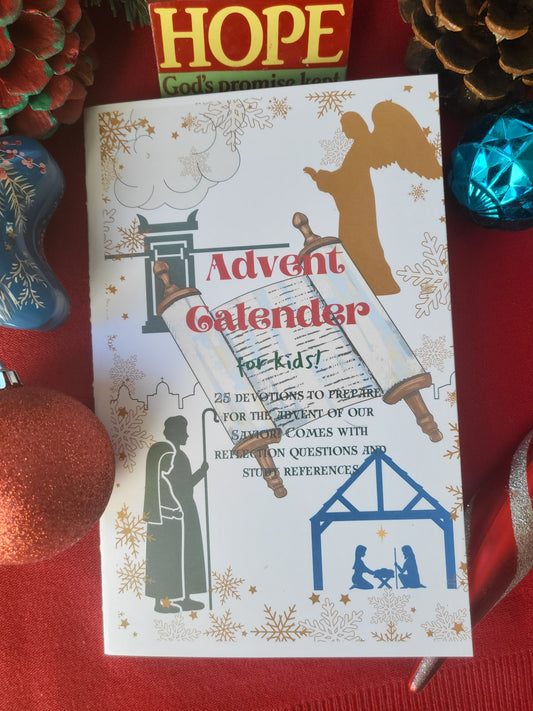 HOPE
God's promise kept
Advent
Calender
for kids!
25 devotions to prepare
for the advent of our
Savior! Comes with
reflection questions and
study references